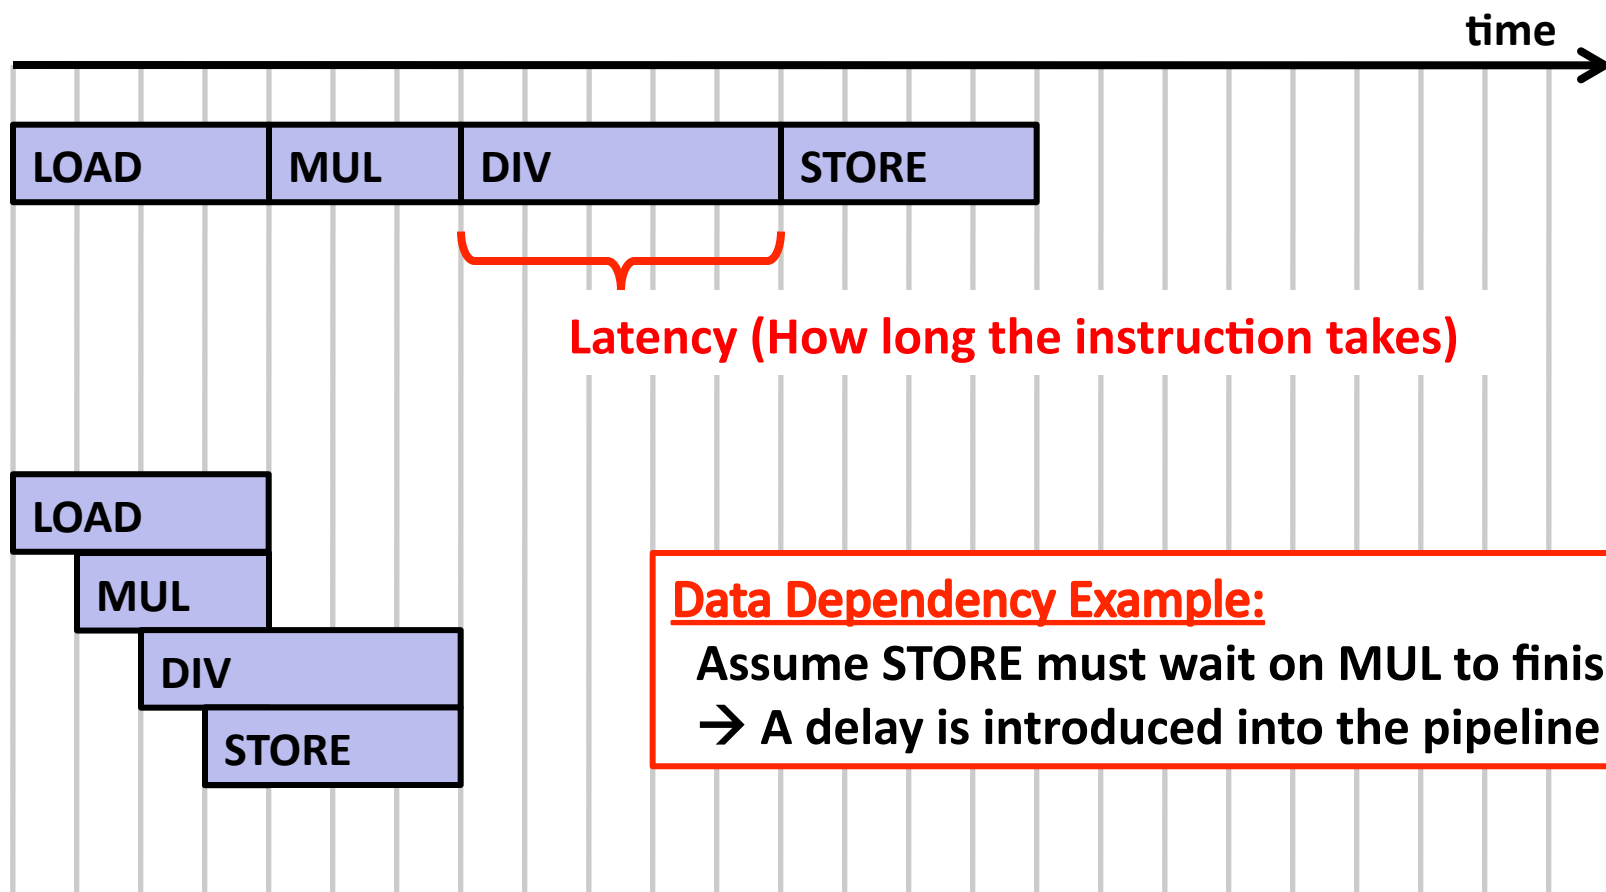 time
LOAD MUL DIV STORE
Latency (How long the instruction takes)
LOAD
MUL
DIV
STORE
Data Dependency Example:
Assume STORE must wait on MUL to finis
→ A delay is introduced into the pipeline